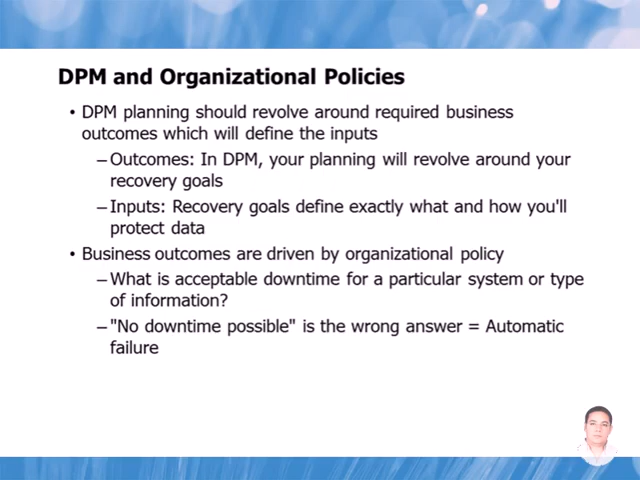 DPM and Organizational Policies
• DPM planning should revolve around required business
outcomes which will define the inputs
– Outcomes: In DPM, your planning will revolve around your
recovery goals
– Inputs: Recovery goals define exactly what and how you'll
protect data
• Business outcomes are driven by organizational policy
– What is acceptable downtime for a particular system or type
of information?
– "No downtime possible" is the wrong answer = Automatic
failure